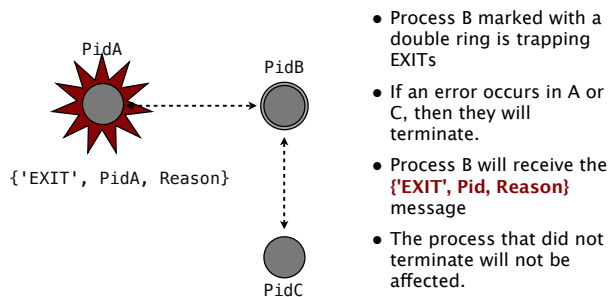 PidA
PidB
{'EXIT', PidA, Reason}
PidC
• Process B marked with a
double ring is trapping
EXITs
• If an error occurs in A or
C, then they will
terminate.
• Process B will receive the
{'EXIT', Pid, Reason}
message
• The process that did not
terminate will not be
affected.